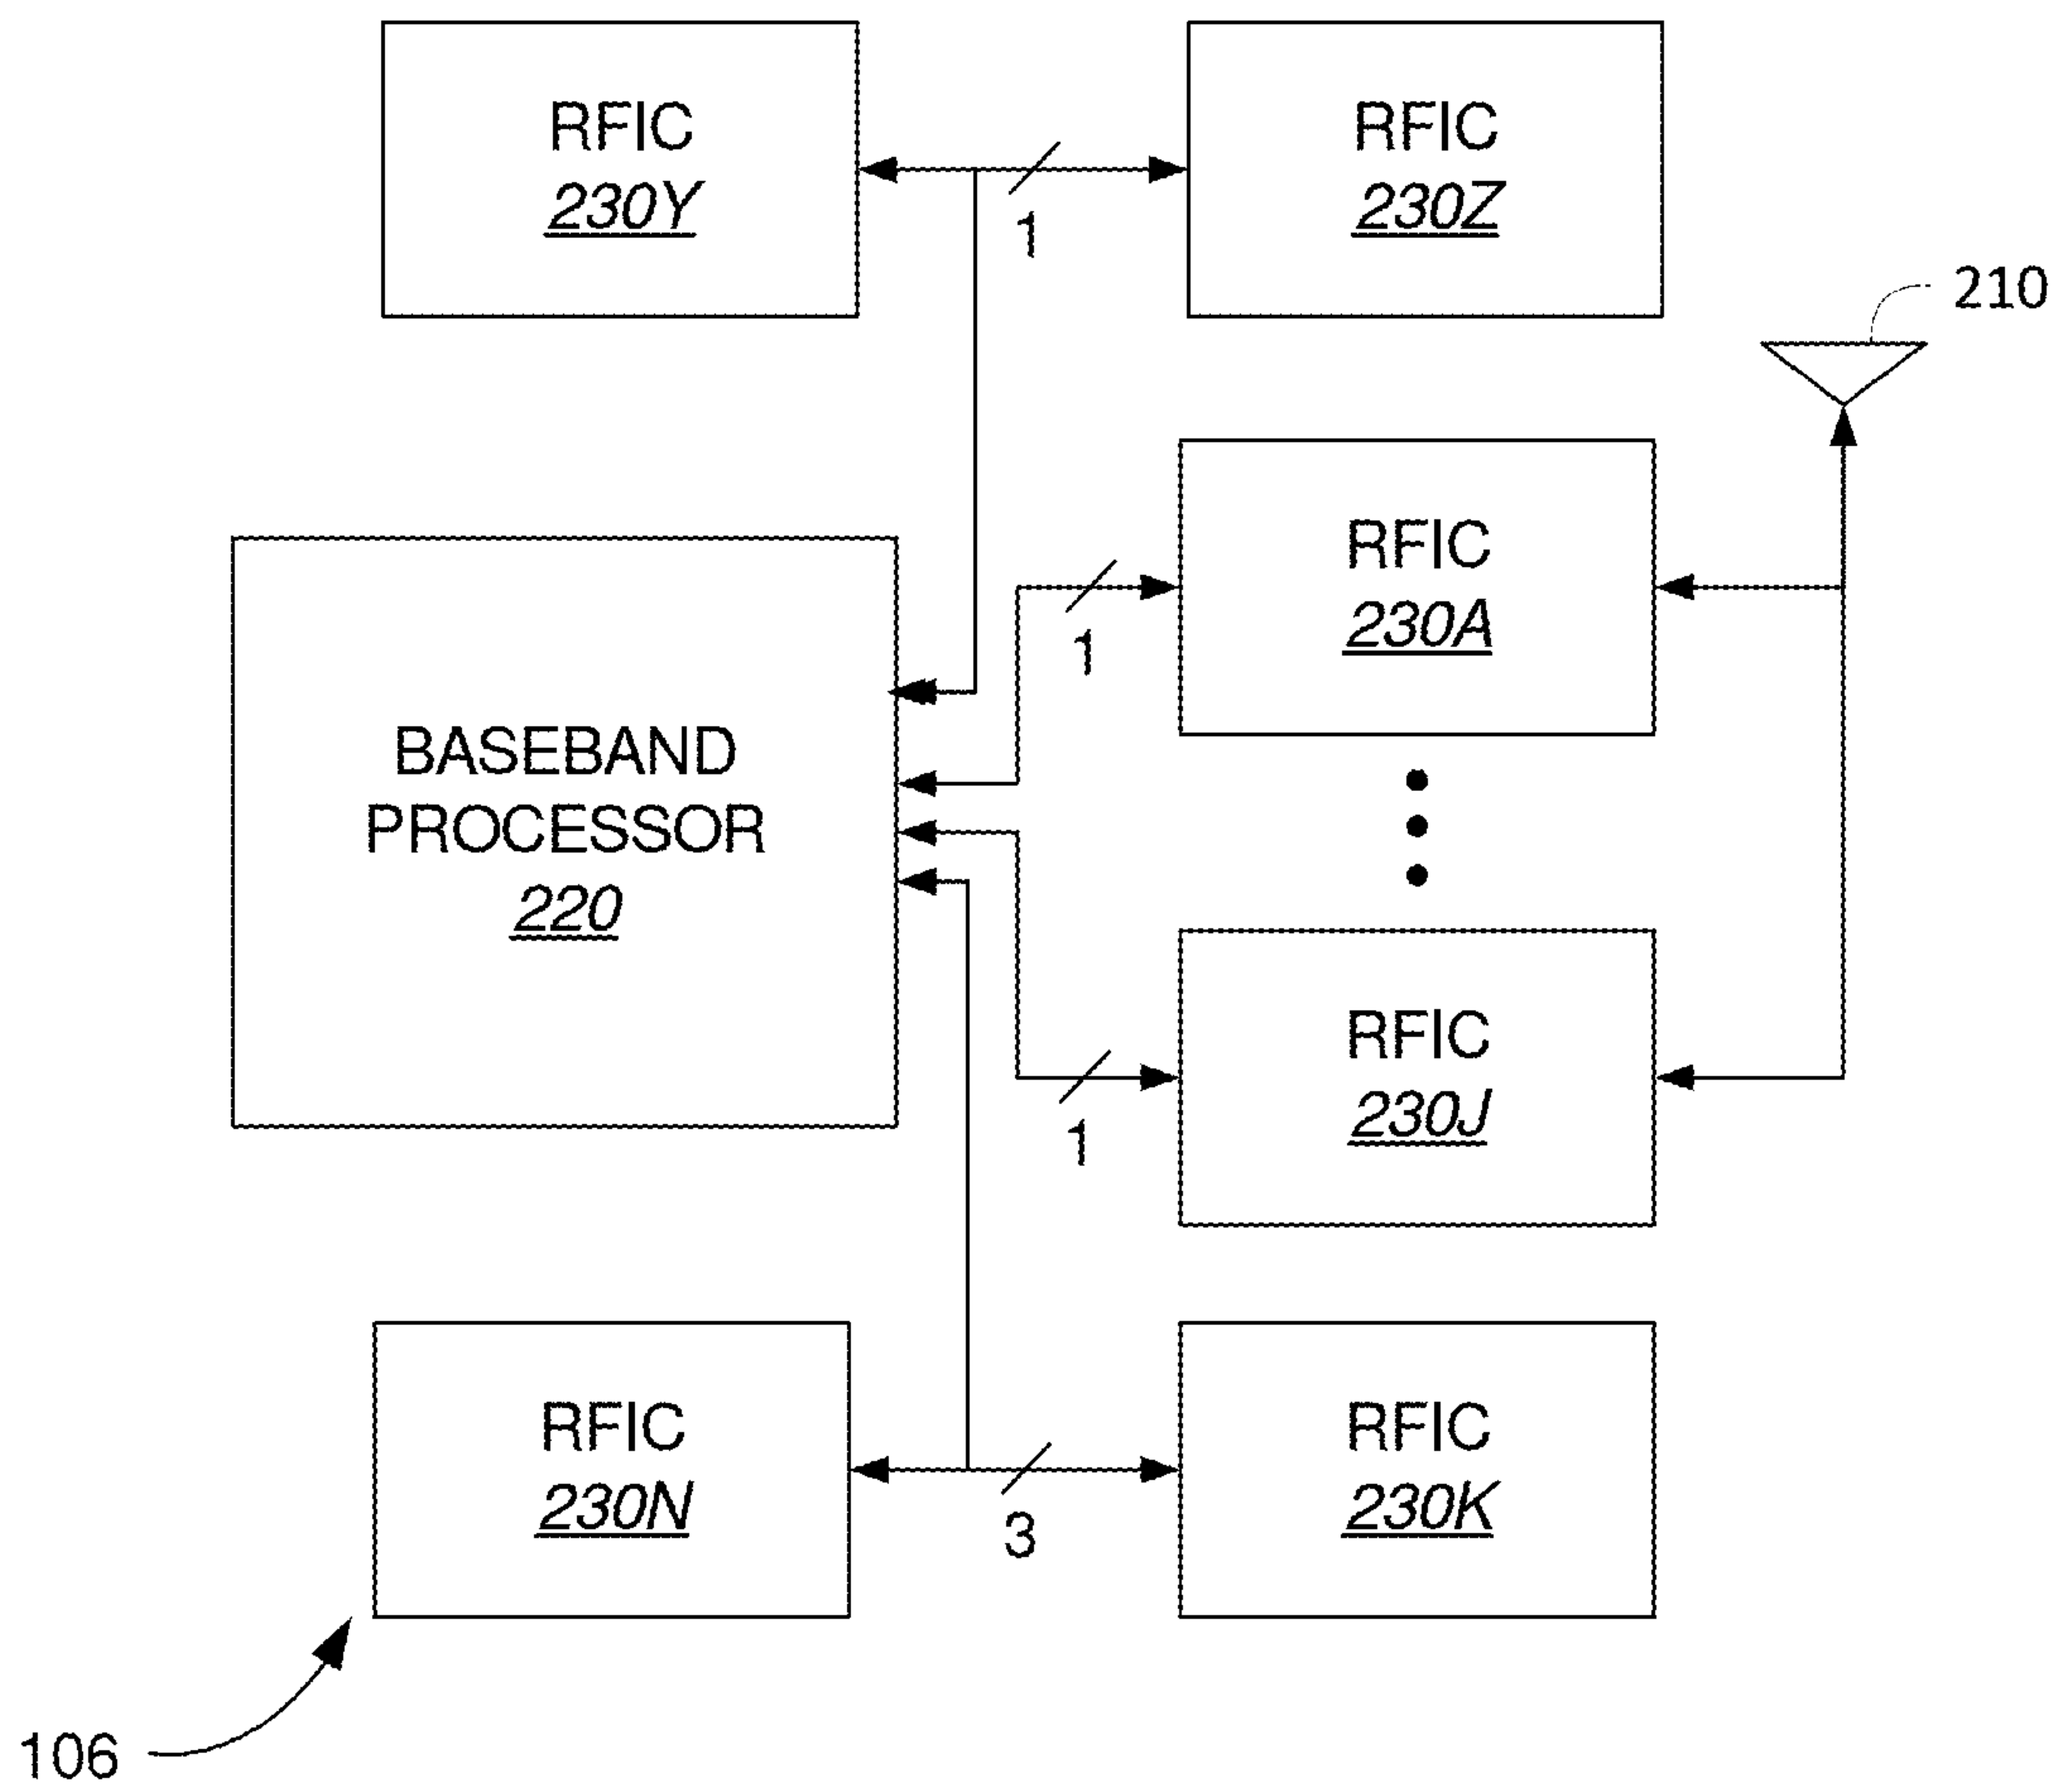 RFIC
230Y
RFIC
230Z
1
210
RFIC
230A
1
BASEBAND
PROCESSOR
220
RFIC
230J
1
RFIC
230N
RFIC
230K
3
106